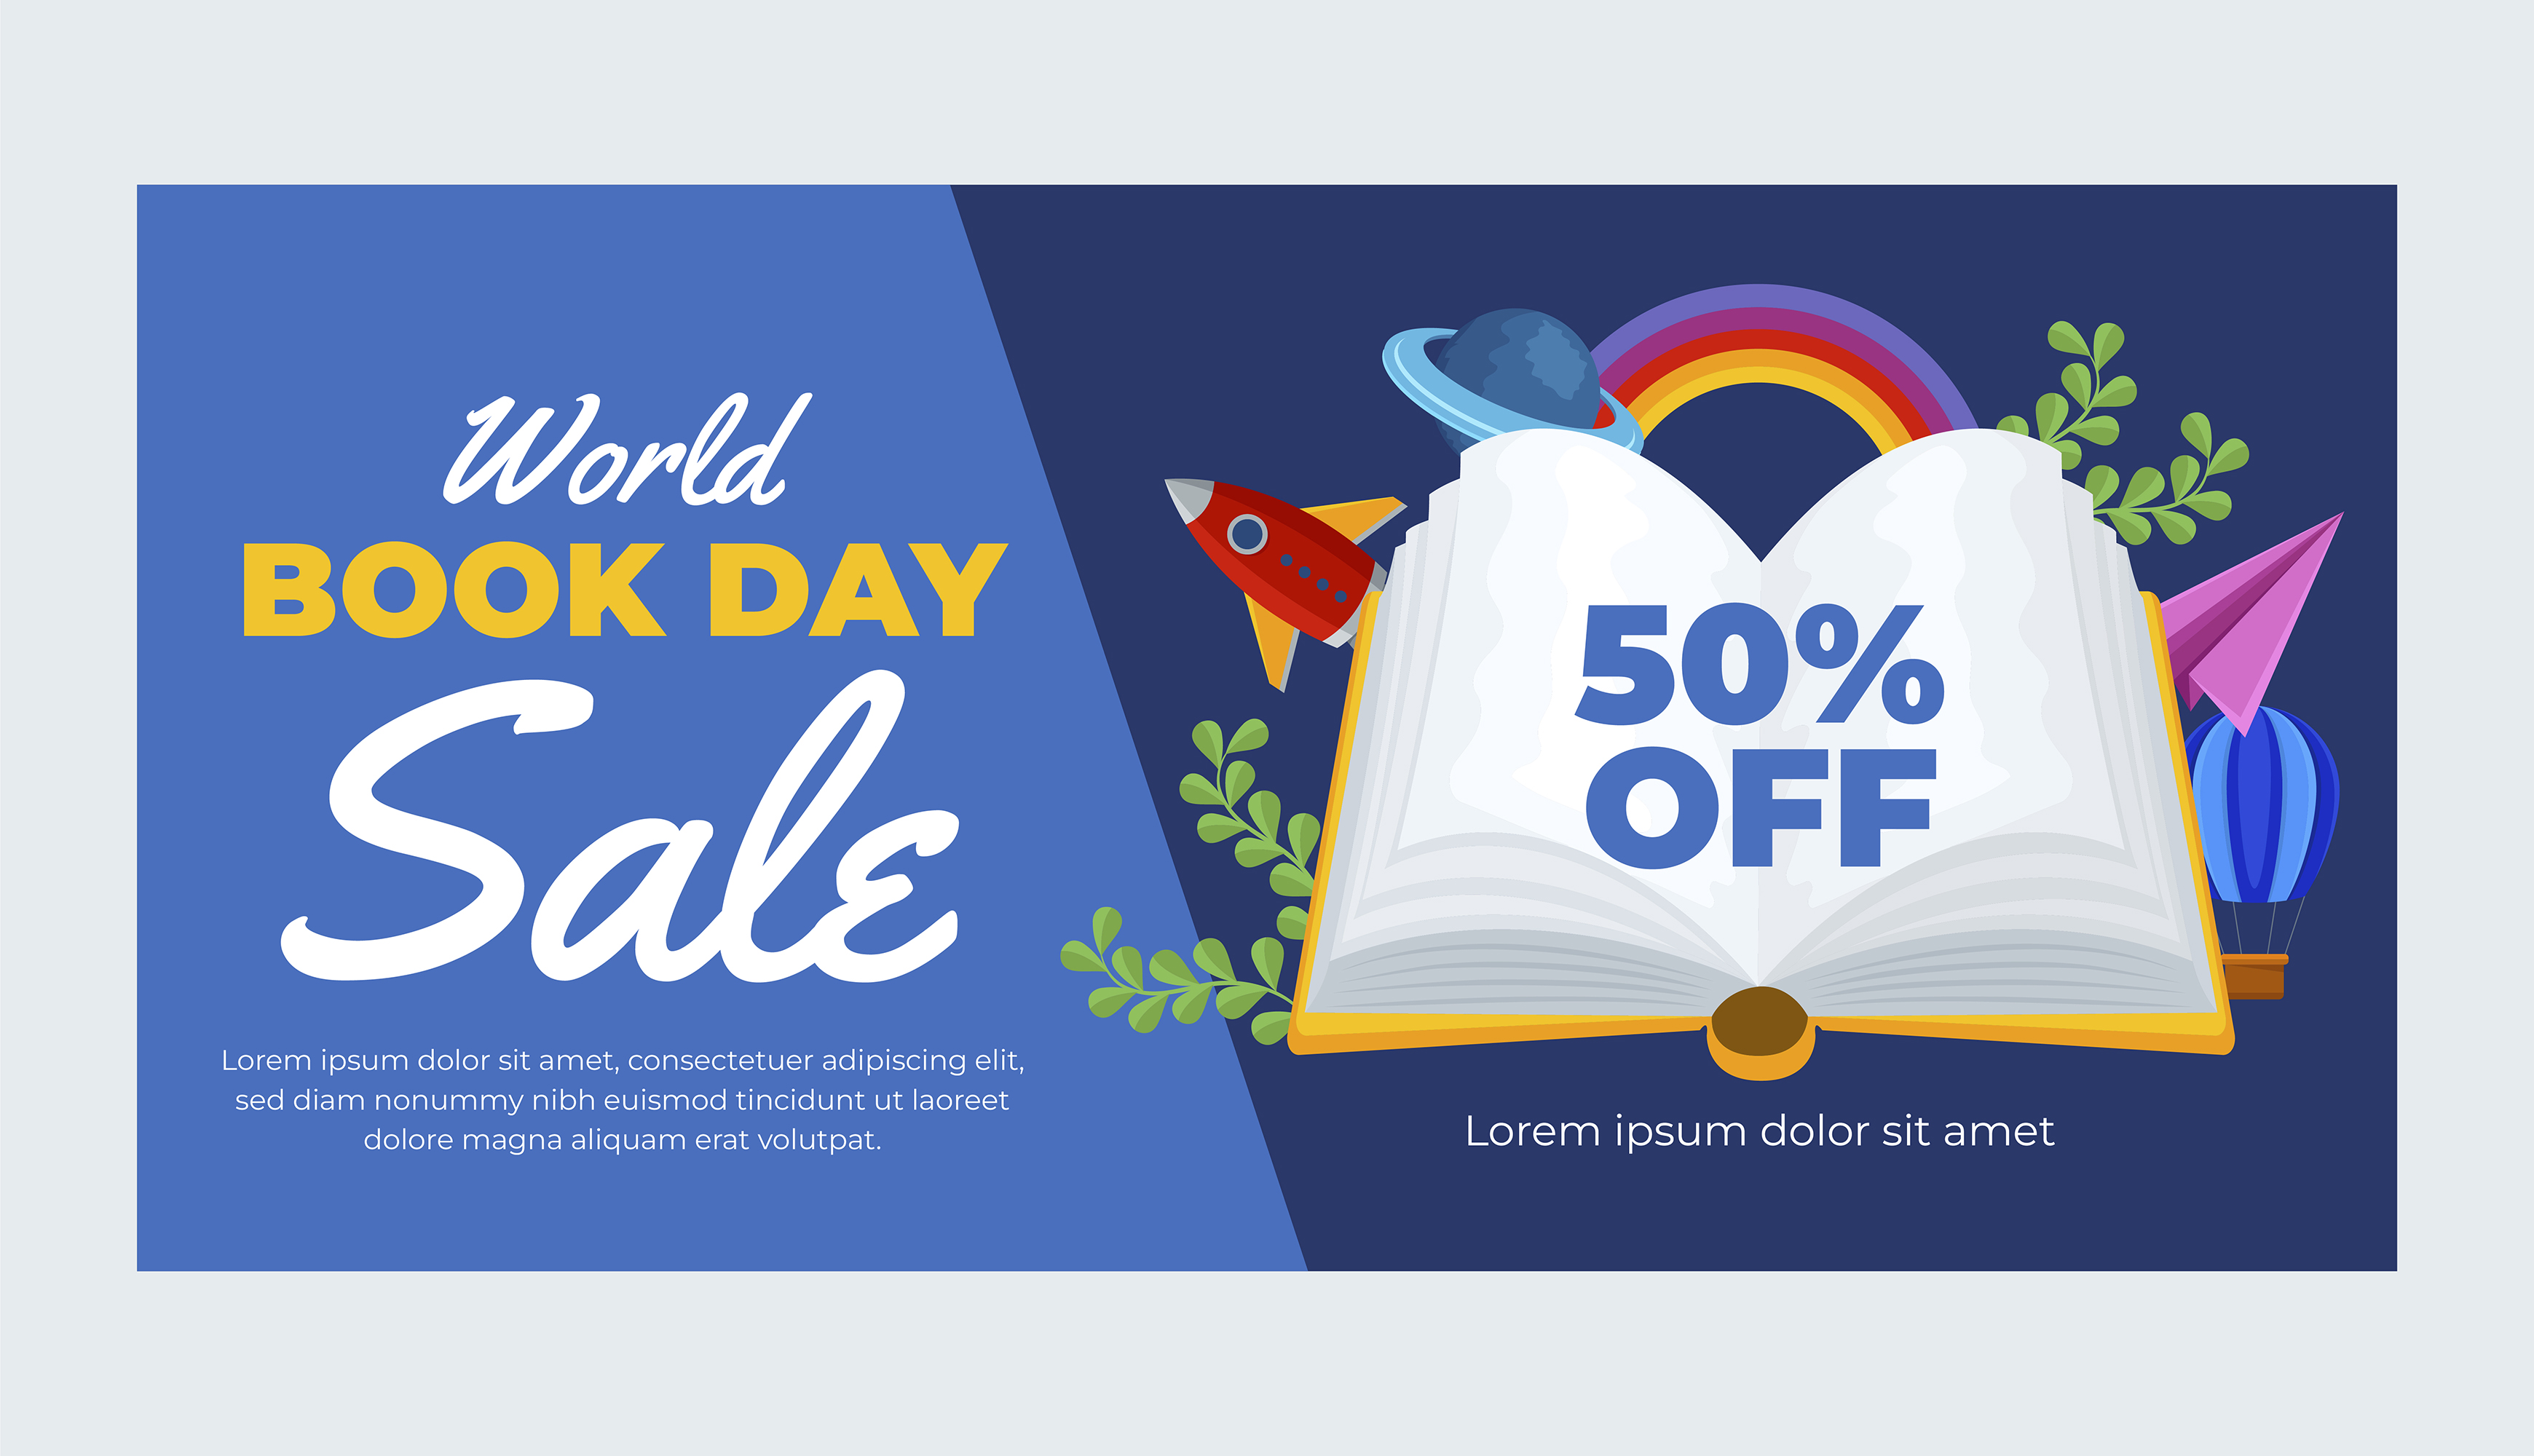 World
BOOK DAY
Sale
Lorem ipsum dolor sit amet, consectetuer adipiscing elit,
sed diam nonummy nibh euismod tincidunt ut laoreet
dolore magna aliquam erat volutpat.
50%
OFF
Lorem ipsum dolor sit amet